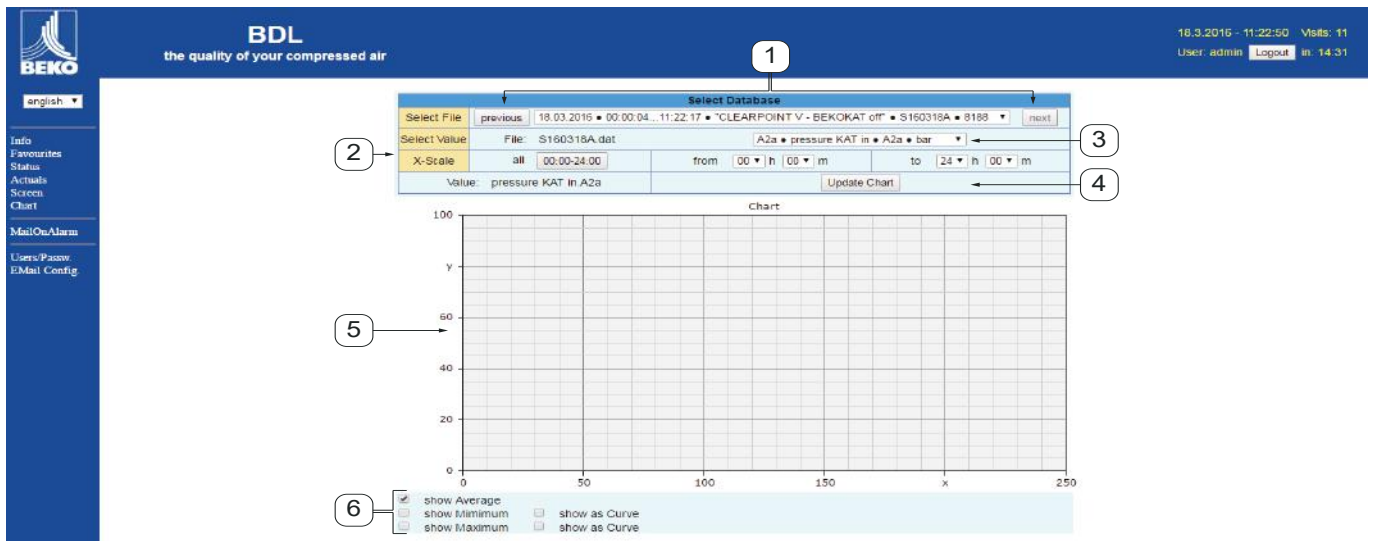 BEKO
BDL
the quality of your compressed air
18.3.2016 - 11:22:50 Visits: 11
User: admin Logout in: 14:31
english
Info
Favourites
Status
Actuals
Screen
Chart
MailOnAlarm
Users/Passw.
EMail Config.
1
Select Database
Select File previous 18.03.2016 • 00:00:04...11:22:17 • "CLEARPOINT V - BEKOKAT off" • S160318A • 8188 next
Select Value File: S160318A.dat A2a • pressure KAT in • A2a • bar
3
2
X-Scale all 00:00-24:00 from 00 h 00 m to 24 h 00 m
Value: pressure KAT in.A2a Update Chart
4
Chart
100
y
60
5
40
20
0
0 50 100 150 x 250
6
show Average
show Mimimum show as Curve
show Maximum show as Curve